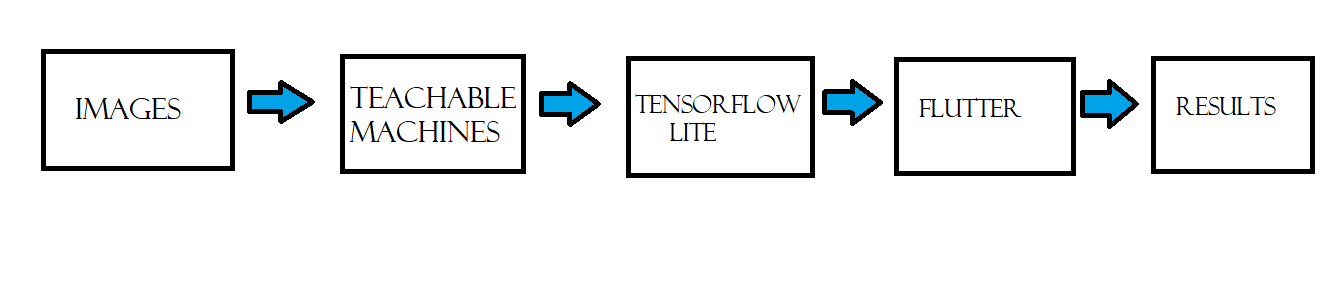 IMAGES
TEACHABLE
MACHINES
TENSORFLOW
LITE
FLUTTER
RESULTS